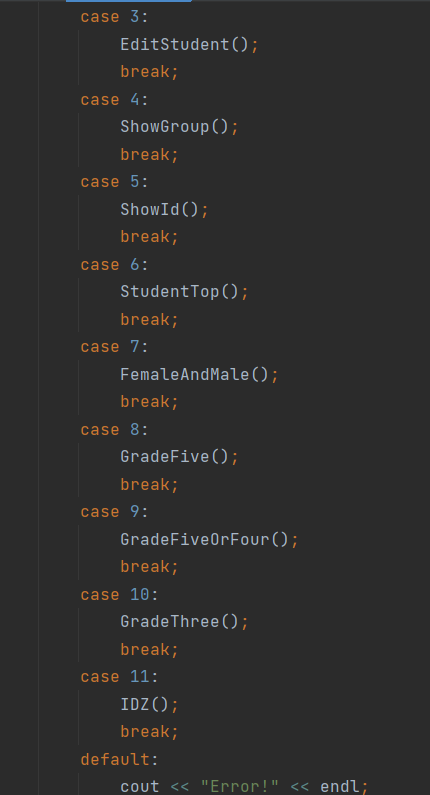 case 3:
EditStudent();
break;
case 4:
ShowGroup();
break;
case 5:
ShowId();
break;
case 6:
StudentTop();
break;
case 7:
FemaleAndMale();
break;
case 8:
GradeFive();
break;
case 9:
GradeFiveOrFour();
break;
case 10:
GradeThree();
break;
case 11:
IDZ();
break;
default:
cout << "Error!" << endl;